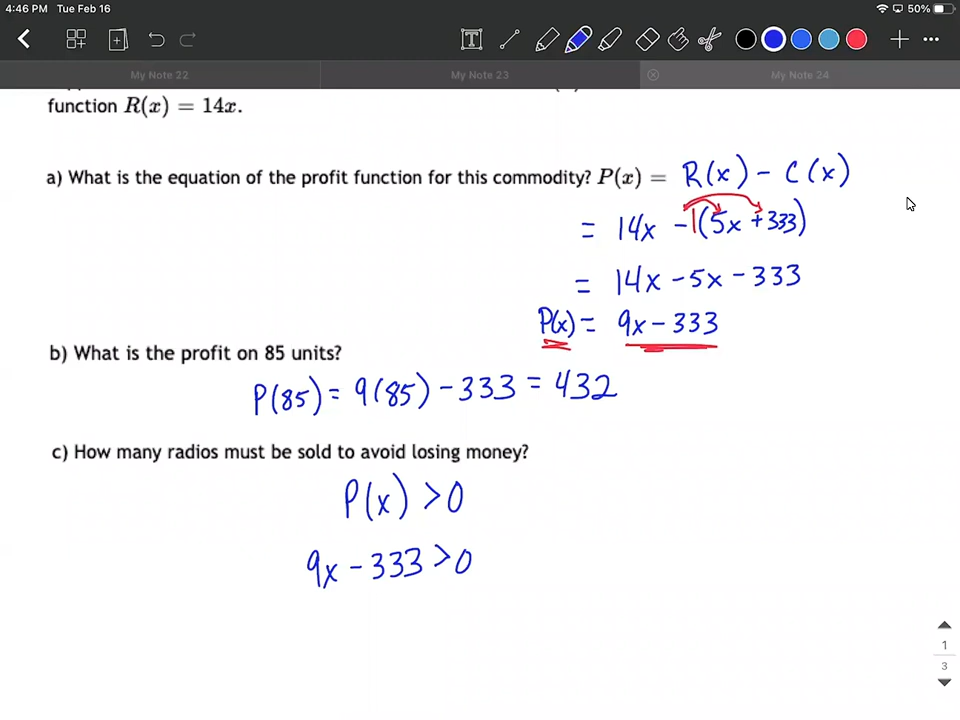 4:46 PM Tue Feb 16
50%
T
My Note 22
My Note 23
My Note 24
function R(x) = 14x.
a) What is the equation of the profit function for this commodity? P(x) = R(x) - C(x)
= 14x - 1(5x + 333)
= 14x - 5x - 333
P(x) = 9x - 333
b) What is the profit on 85 units?
P(85) = 9(85) - 333 = 432
c) How many radios must be sold to avoid losing money?
P(x) > 0
9x - 333 > 0
1
3